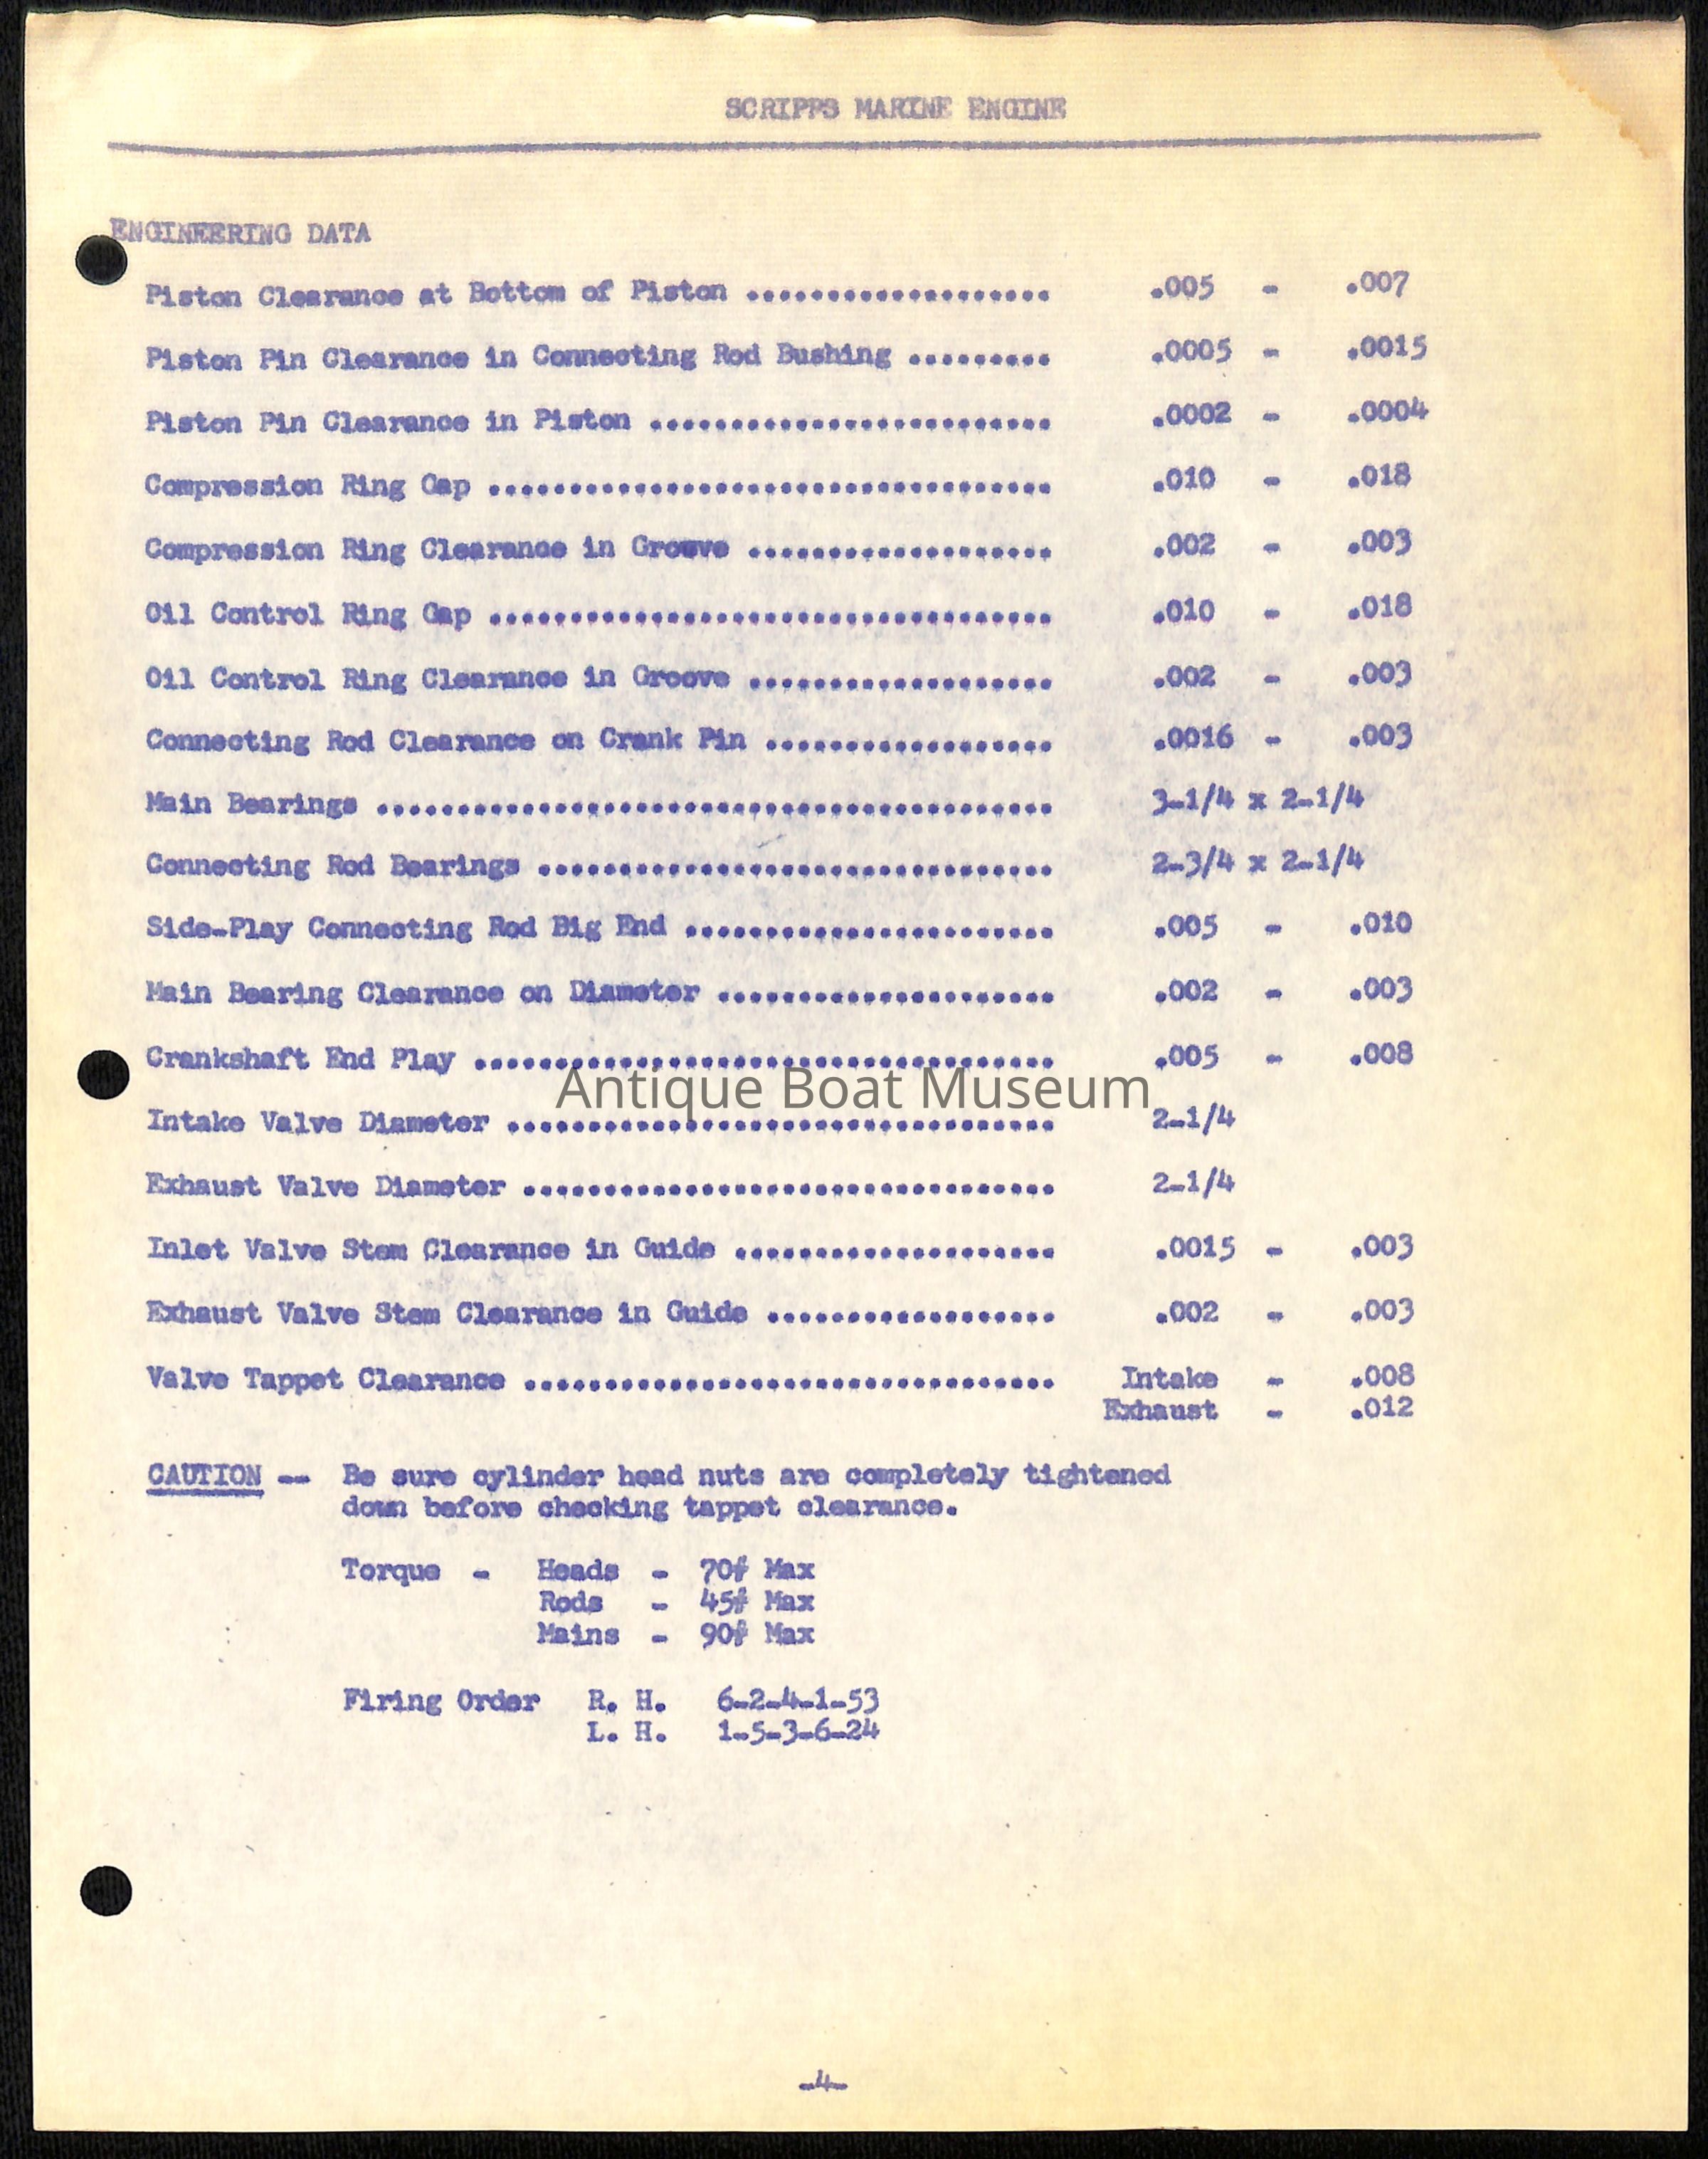 SCRIPPS MARINE ENGINE
ENGINEERING DATA
Piston Clearance at Bottom of Piston ................... .005 - .007
Piston Pin Clearance in Connecting Rod Bushing ......... .0005 - .0015
Piston Pin Clearance in Piston ......................... .0002 - .0004
Compression Ring Gap ................................... .010 - .018
Compression Ring Clearance in Groove ................... .002 - .003
Oil Control Ring Gap ................................... .010 - .018
Oil Control Ring Clearance in Groove ................... .002 - .003
Connecting Rod Clearance on Crank Pin .................. .0016 - .003
Main Bearings .......................................... 3-1/4 x 2-1/4
Connecting Rod Bearings ................................ 2-3/4 x 2-1/4
Side-Play Connecting Rod Big End ....................... .005 - .010
Main Bearing Clearance on Diameter ..................... .002 - .003
Crankshaft End Play .................................... .005 - .008
Antique Boat Museum
Intake Valve Diameter .................................. 2-1/4
Exhaust Valve Diameter ................................. 2-1/4
Inlet Valve Stem Clearance in Guide .................... .0015 - .003
Exhaust Valve Stem Clearance in Guide .................. .002 - .003
Valve Tappet Clearance ................................. Intake - .008
Exhaust - .012
CAUTION -- Be sure cylinder head nuts are completely tightened
down before checking tappet clearance.
Torque - Heads - 70# Max
Rods - 45# Max
Mains - 90# Max
Firing Order R. H. 6-2-4-1-53
L. H. 1-5-3-6-24
-4-